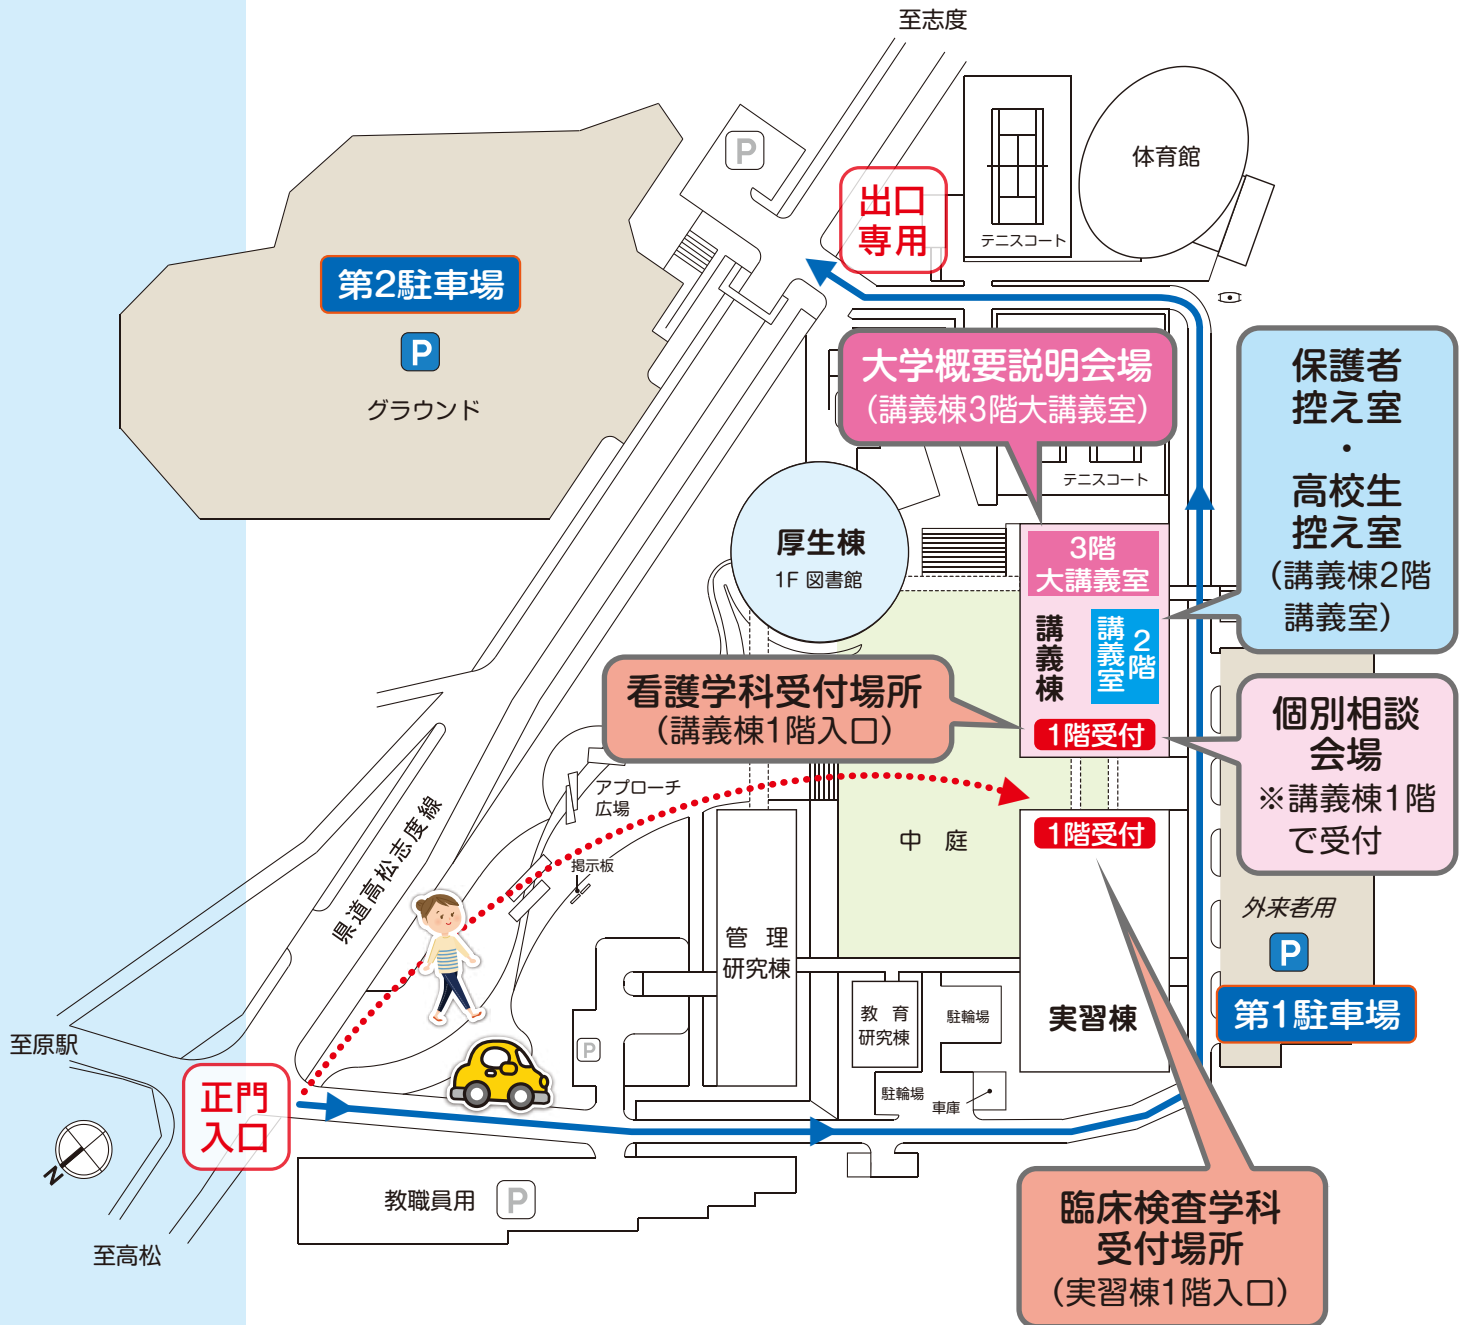 至志度
P
体育館
出口
専用
テニスコート
第2駐車場
P
グラウンド
大学概要説明会場
(講義棟3階大講義室)
保護者
控え室
・
高校生
控え室
(講義棟2階
講義室)
テニスコート
厚生棟
1F 図書館
3階
大講義室
講義棟
2階
講義室
看護学科受付場所
(講義棟1階入口)
1階受付
個別相談
会場
※講義棟1階
で受付
アプローチ
広場
県道高松志度線
掲示板
中 庭
1階受付
外来者用
P
第1駐車場
管 理
研究棟
教 育
研究棟
駐輪場
実習棟
P
駐輪場
車庫
至原駅
正門
入口
N
教職員用
P
至高松
臨床検査学科
受付場所
(実習棟1階入口)